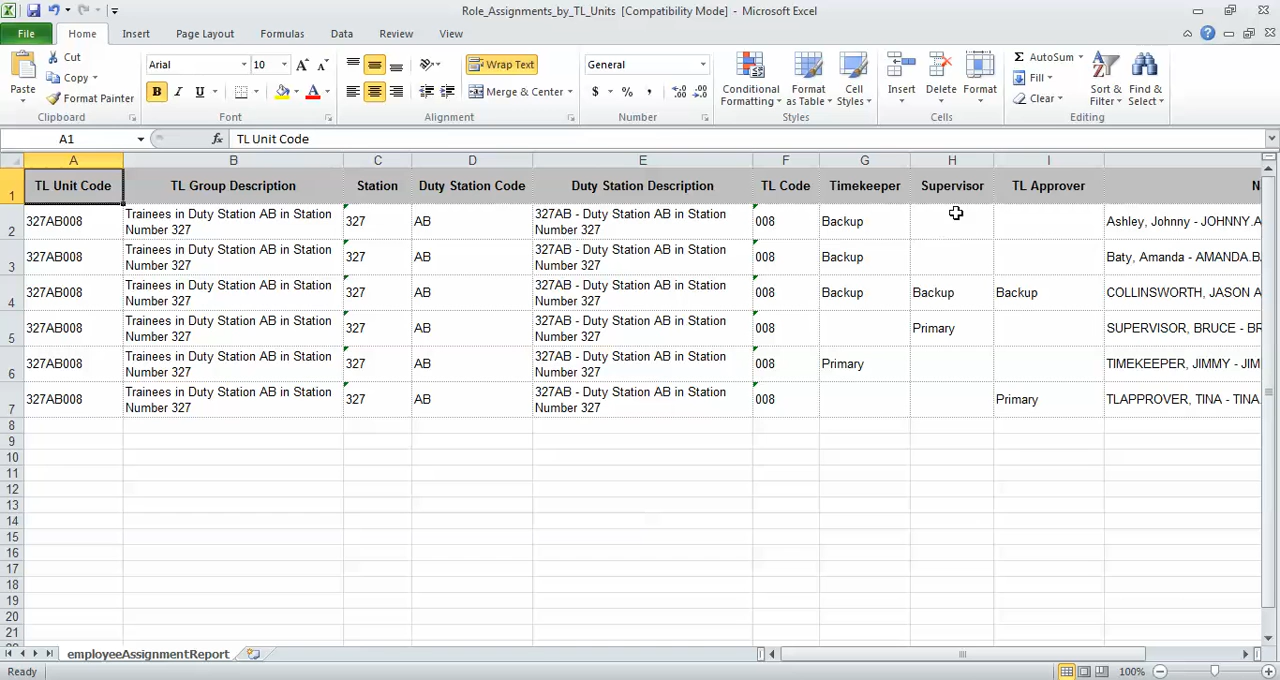 Role_Assignments_by_TL_Units [Compatibility Mode] - Microsoft Excel
File Home Insert Page Layout Formulas Data Review View
Paste
Cut
Copy
Format Painter
Clipboard
Arial 10
B I U A
Font
Wrap Text
Merge & Center
Alignment
General
$ % ,
Number
Conditional Formatting
Format as Table
Cell Styles
Styles
Insert Delete Format
Cells
Σ AutoSum
Fill
Clear
Sort & Filter
Find & Select
Editing
A1 fx TL Unit Code
A B C D E F G H I
1 TL Unit Code TL Group Description Station Duty Station Code Duty Station Description TL Code Timekeeper Supervisor TL Approver N
2 327AB008 Trainees in Duty Station AB in Station Number 327 327 AB 327AB - Duty Station AB in Station Number 327 008 Backup Ashley, Johnny - JOHNNY.A
3 327AB008 Trainees in Duty Station AB in Station Number 327 327 AB 327AB - Duty Station AB in Station Number 327 008 Backup Baty, Amanda - AMANDA.B
4 327AB008 Trainees in Duty Station AB in Station Number 327 327 AB 327AB - Duty Station AB in Station Number 327 008 Backup Backup Backup COLLINSWORTH, JASON A
5 327AB008 Trainees in Duty Station AB in Station Number 327 327 AB 327AB - Duty Station AB in Station Number 327 008 Primary SUPERVISOR, BRUCE - BR
6 327AB008 Trainees in Duty Station AB in Station Number 327 327 AB 327AB - Duty Station AB in Station Number 327 008 Primary TIMEKEEPER, JIMMY - JIM
7 327AB008 Trainees in Duty Station AB in Station Number 327 327 AB 327AB - Duty Station AB in Station Number 327 008 Primary TLAPPROVER, TINA - TINA
8
9
10
11
12
13
14
15
16
17
18
19
20
21
employeeAssignmentReport
Ready 100%